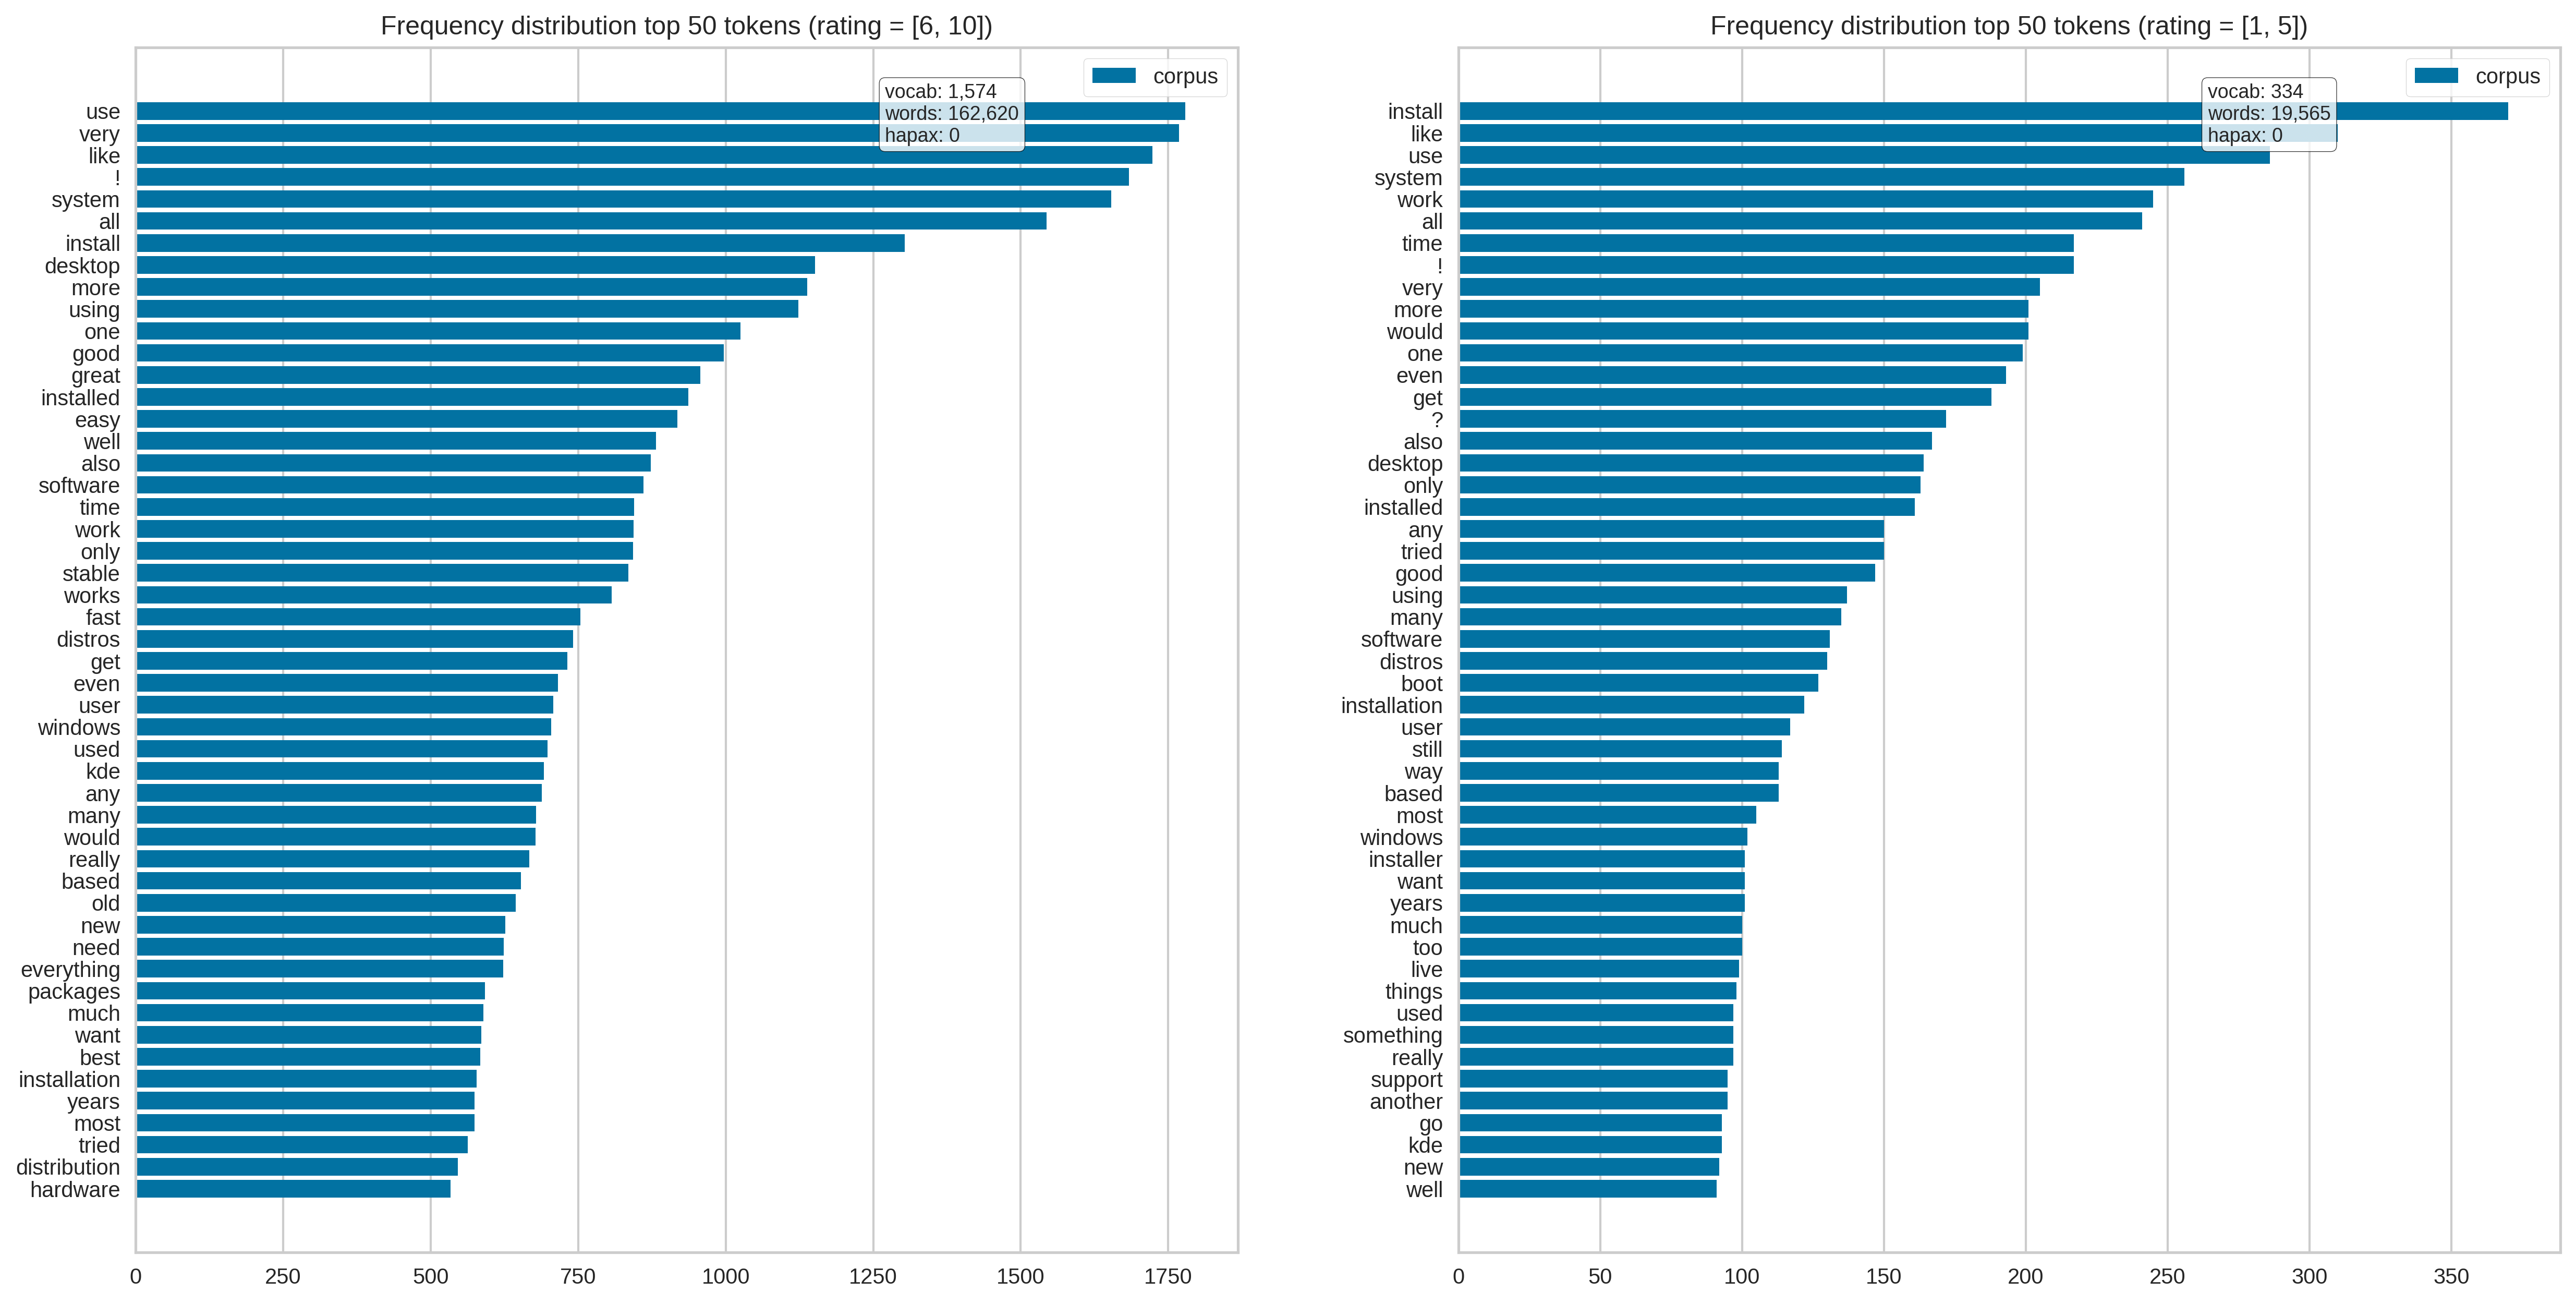 Frequency distribution top 50 tokens (rating = [6, 10])
corpus
vocab: 1,574
words: 162,620
hapax: 0
use
very
like
!
system
all
install
desktop
more
using
one
good
great
installed
easy
well
also
software
time
work
only
stable
works
fast
distros
get
even
user
windows
used
kde
any
many
would
really
based
old
new
need
everything
packages
much
want
best
installation
years
most
tried
distribution
hardware
0 250 500 750 1000 1250 1500 1750
Frequency distribution top 50 tokens (rating = [1, 5])
corpus
vocab: 334
words: 19,565
hapax: 0
install
like
use
system
work
all
time
!
very
more
would
one
even
get
?
also
desktop
only
installed
any
tried
good
using
many
software
distros
boot
installation
user
still
way
based
most
windows
installer
want
years
much
too
live
things
used
something
really
support
another
go
kde
new
well
0 50 100 150 200 250 300 350